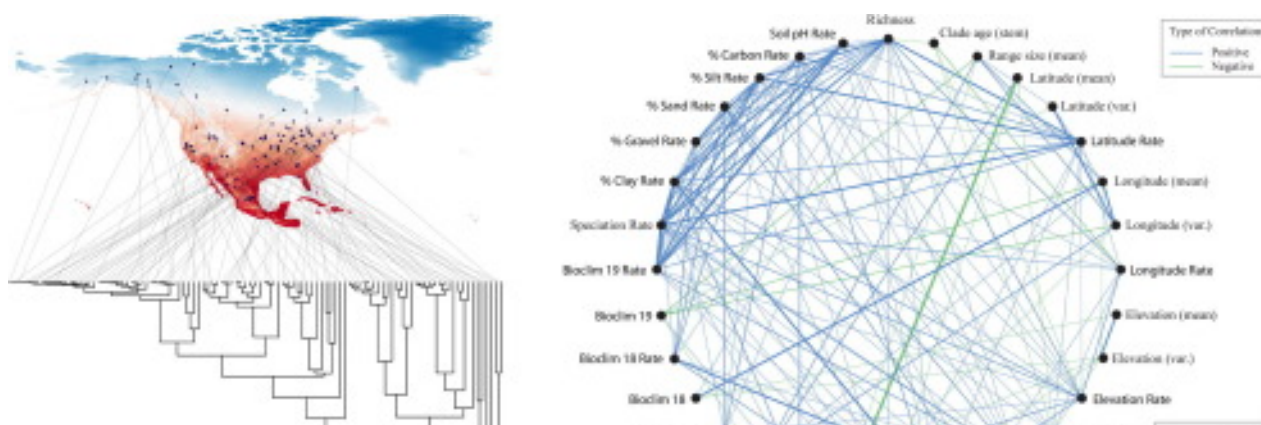 Richness
Soil pH Rate
Clade age (stem)
% Carbon Rate
Range size (mean)
% Silt Rate
Latitude (mean)
% Sand Rate
Latitude (var.)
% Gravel Rate
Latitude Rate
% Clay Rate
Longitude (mean)
Speciation Rate
Longitude (var.)
Bioclim 19 Rate
Longitude Rate
Bioclim 19
Elevation (mean)
Bioclim 18 Rate
Elevation (var.)
Bioclim 18
Elevation Rate
Type of Correlation
Positive
Negative